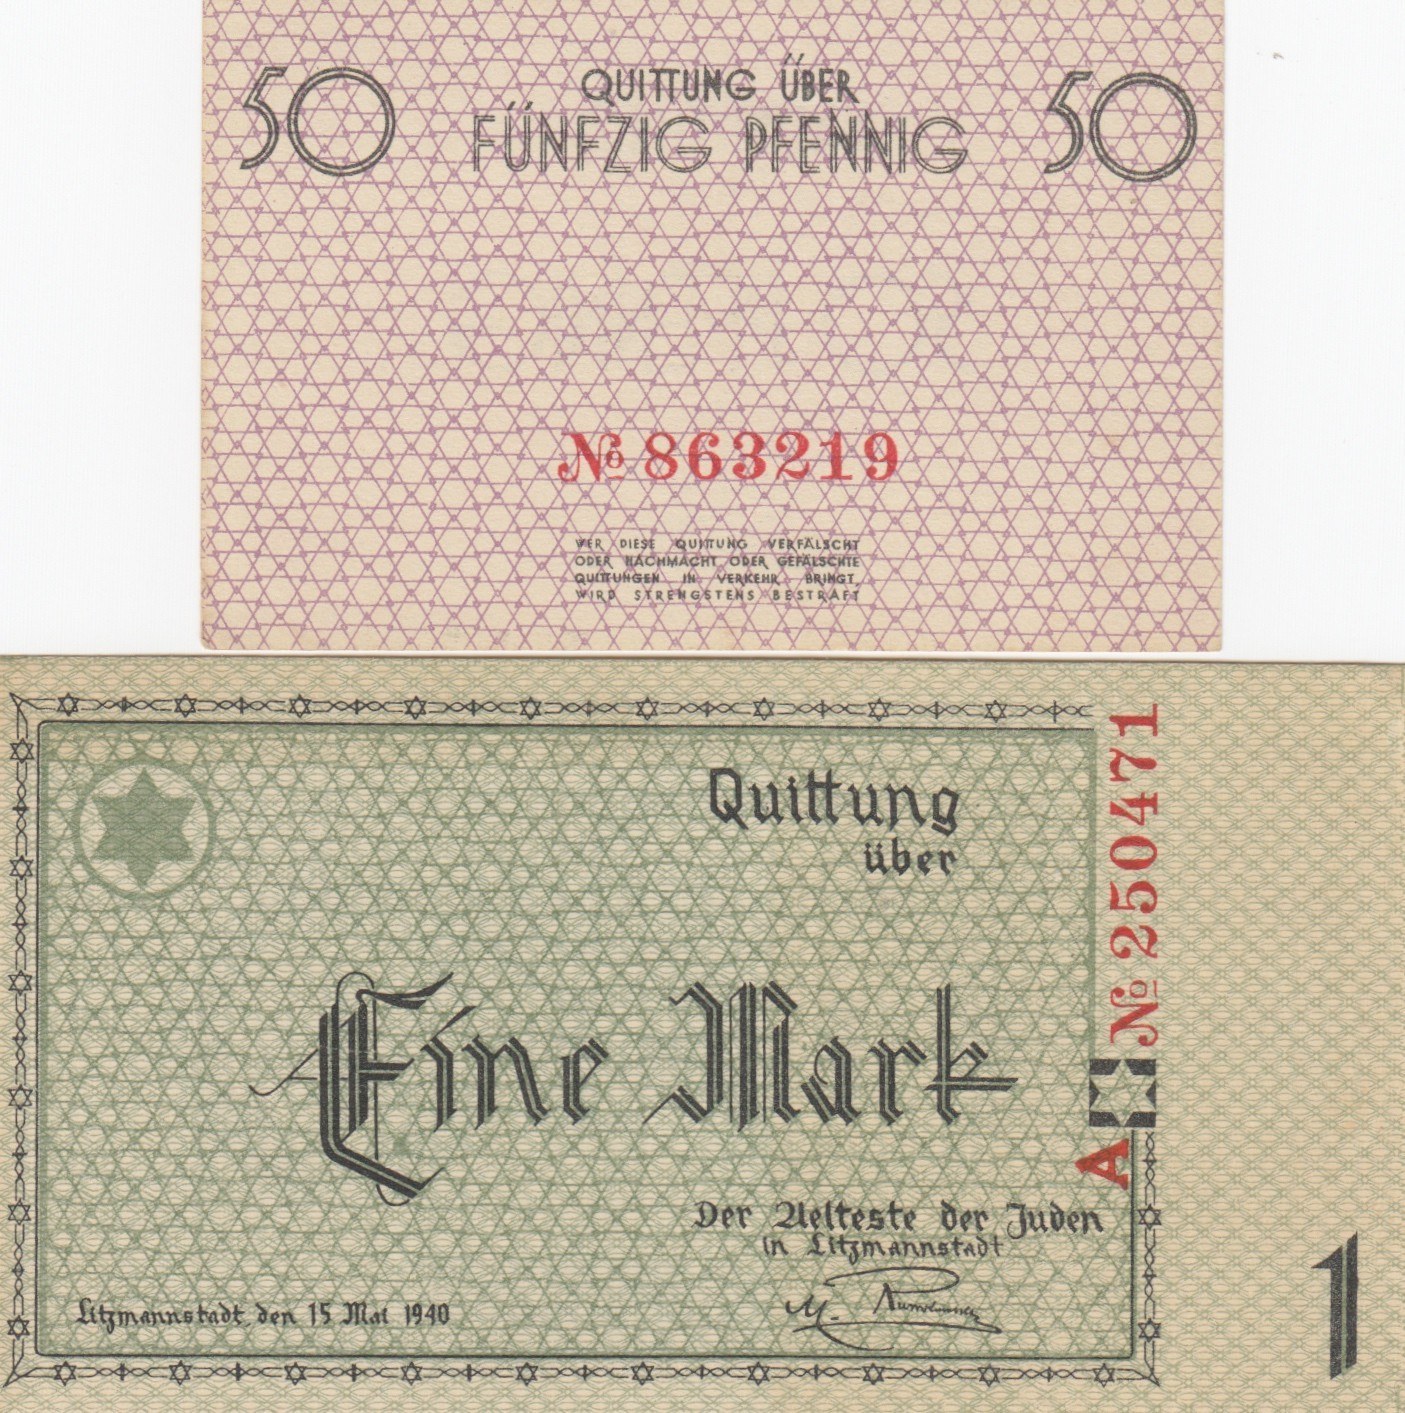 50 QUITTUNG ÜBER 50
FÜNFZIG PFENNIG
№ 863219
WER DIESE QUITTUNG VERFÄLSCHT
ODER NACHMACHT ODER GEFÄLSCHTE
QUITTUNGEN IN VERKEHR BRINGT,
WIRD STRENGSTENS BESTRAFT
Quittung
über
Eine Mark
Der Aelteste der Juden
in Litzmannstadt
Litzmannstadt, den 15 Mai 1940
A № 250471
1